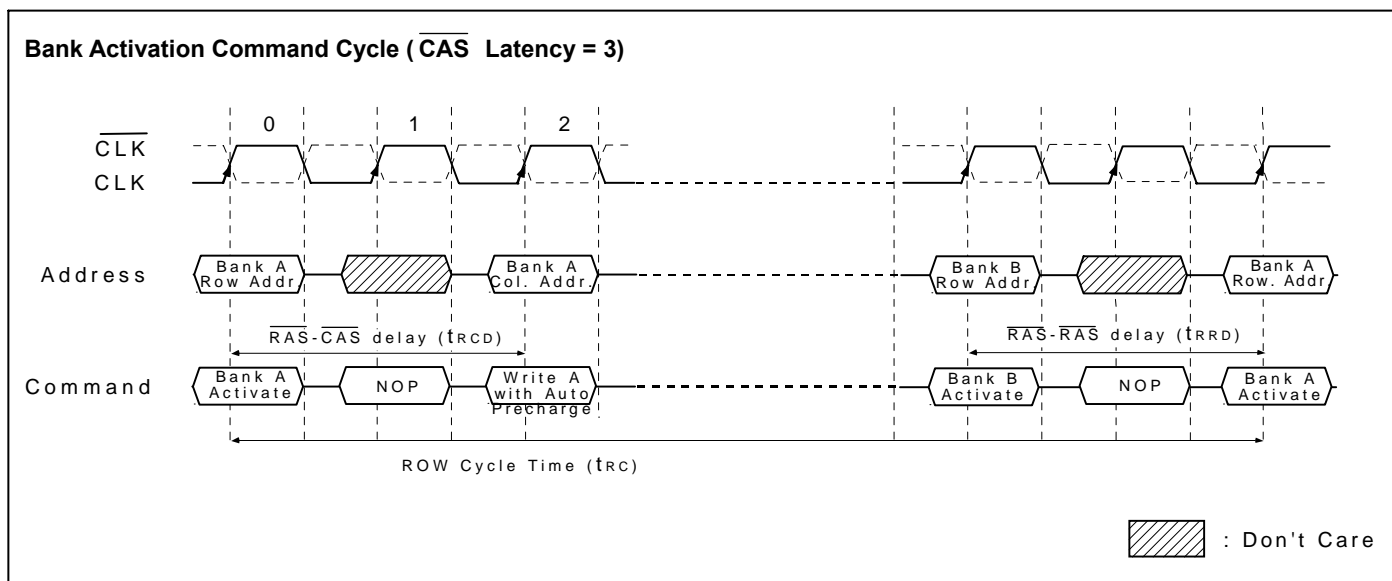 Bank Activation Command Cycle ( CAS Latency = 3)
0 1 2
CLK
CLK
Address
Bank A
Row Addr.
Bank A
Col. Addr.
Bank B
Row Addr.
Bank A
Row. Addr.
RAS-CAS delay (tRCD)
RAS-RAS delay (tRRD)
Command
Bank A
Activate
NOP
Write A
with Auto
Precharge
Bank B
Activate
NOP
Bank A
Activate
ROW Cycle Time (tRC)
: Don't Care